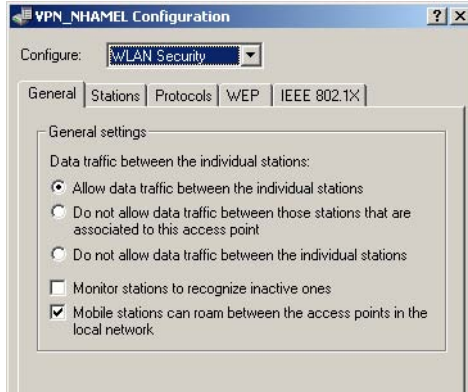 VPN_NHAMEL Configuration
Configure: WLAN Security
General Stations Protocols WEP IEEE 802.1X
General settings
Data traffic between the individual stations:
Allow data traffic between the individual stations
Do not allow data traffic between those stations that are
associated to this access point
Do not allow data traffic between the individual stations
Monitor stations to recognize inactive ones
Mobile stations can roam between the access points in the
local network